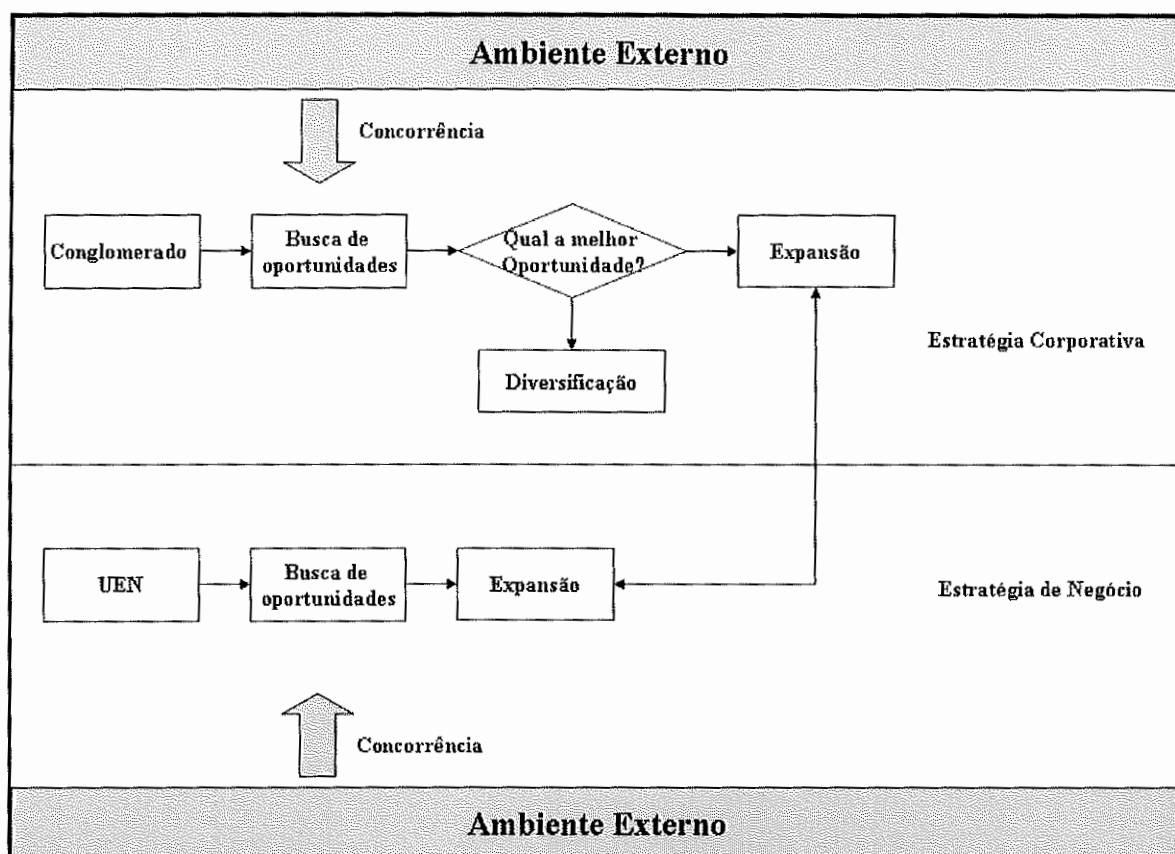 Ambiente Externo
Concorrência
Conglomerado
Busca de
oportunidades
Qual a melhor
Oportunidade?
Expansão
Estratégia Corporativa
Diversificação
UEN
Busca de
oportunidades
Expansão
Estratégia de Negócio
Concorrência
Ambiente Externo